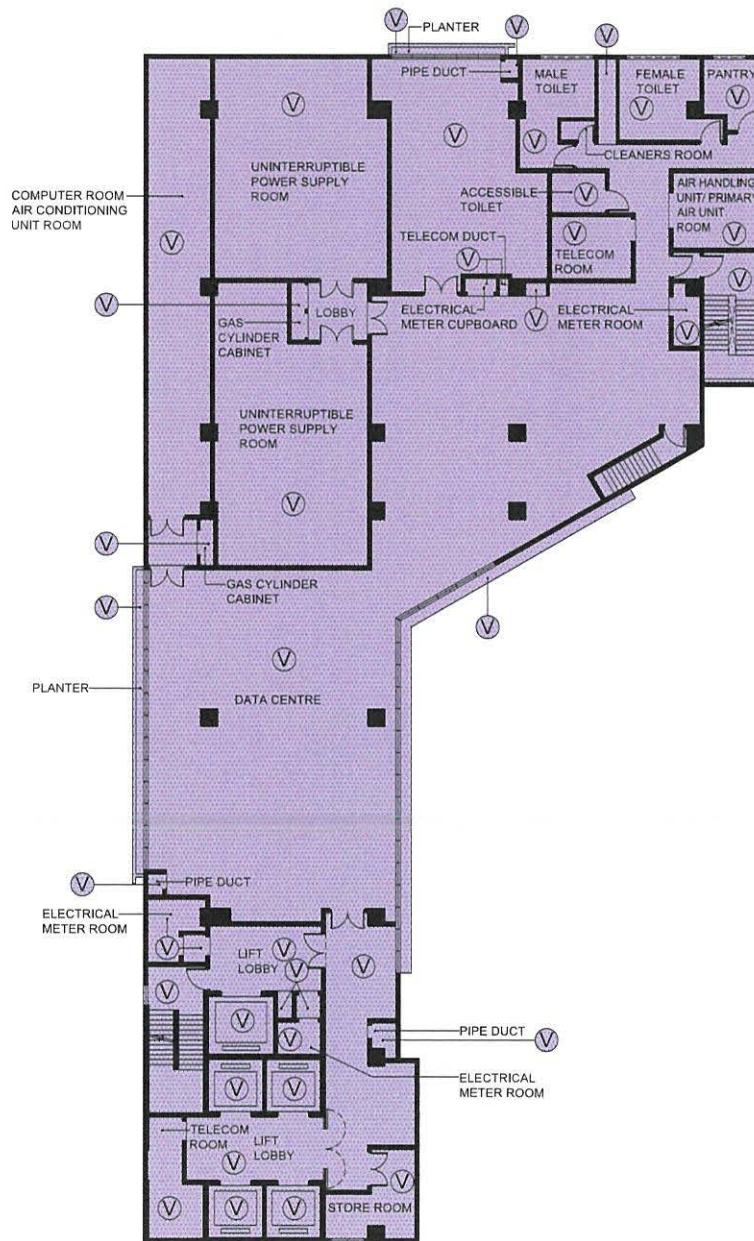 V
PLANTER
V
V
PIPE DUCT
MALE
TOILET
FEMALE
TOILET
PANTRY
V
V
V
V
V
V
CLEANERS ROOM
UNINTERRUPTIBLE
POWER SUPPLY
ROOM
ACCESSIBLE
TOILET
V
AIR HANDLING
UNIT/ PRIMARY
AIR UNIT
ROOM
V
COMPUTER ROOM
AIR CONDITIONING
UNIT ROOM
V
TELECOM DUCT
V
V
TELECOM
ROOM
V
V
LOBBY
GAS
CYLINDER
CABINET
ELECTRICAL
METER CUPBOARD
V
ELECTRICAL
METER ROOM
V
UNINTERRUPTIBLE
POWER SUPPLY
ROOM
V
V
GAS CYLINDER
CABINET
V
V
V
PLANTER
DATA CENTRE
V
PIPE DUCT
ELECTRICAL
METER ROOM
V
LIFT
LOBBY
V
V
V
V
V
V
PIPE DUCT
V
ELECTRICAL
METER ROOM
V
V
TELECOM
ROOM
LIFT
LOBBY
V
V
V
V
V
STORE ROOM